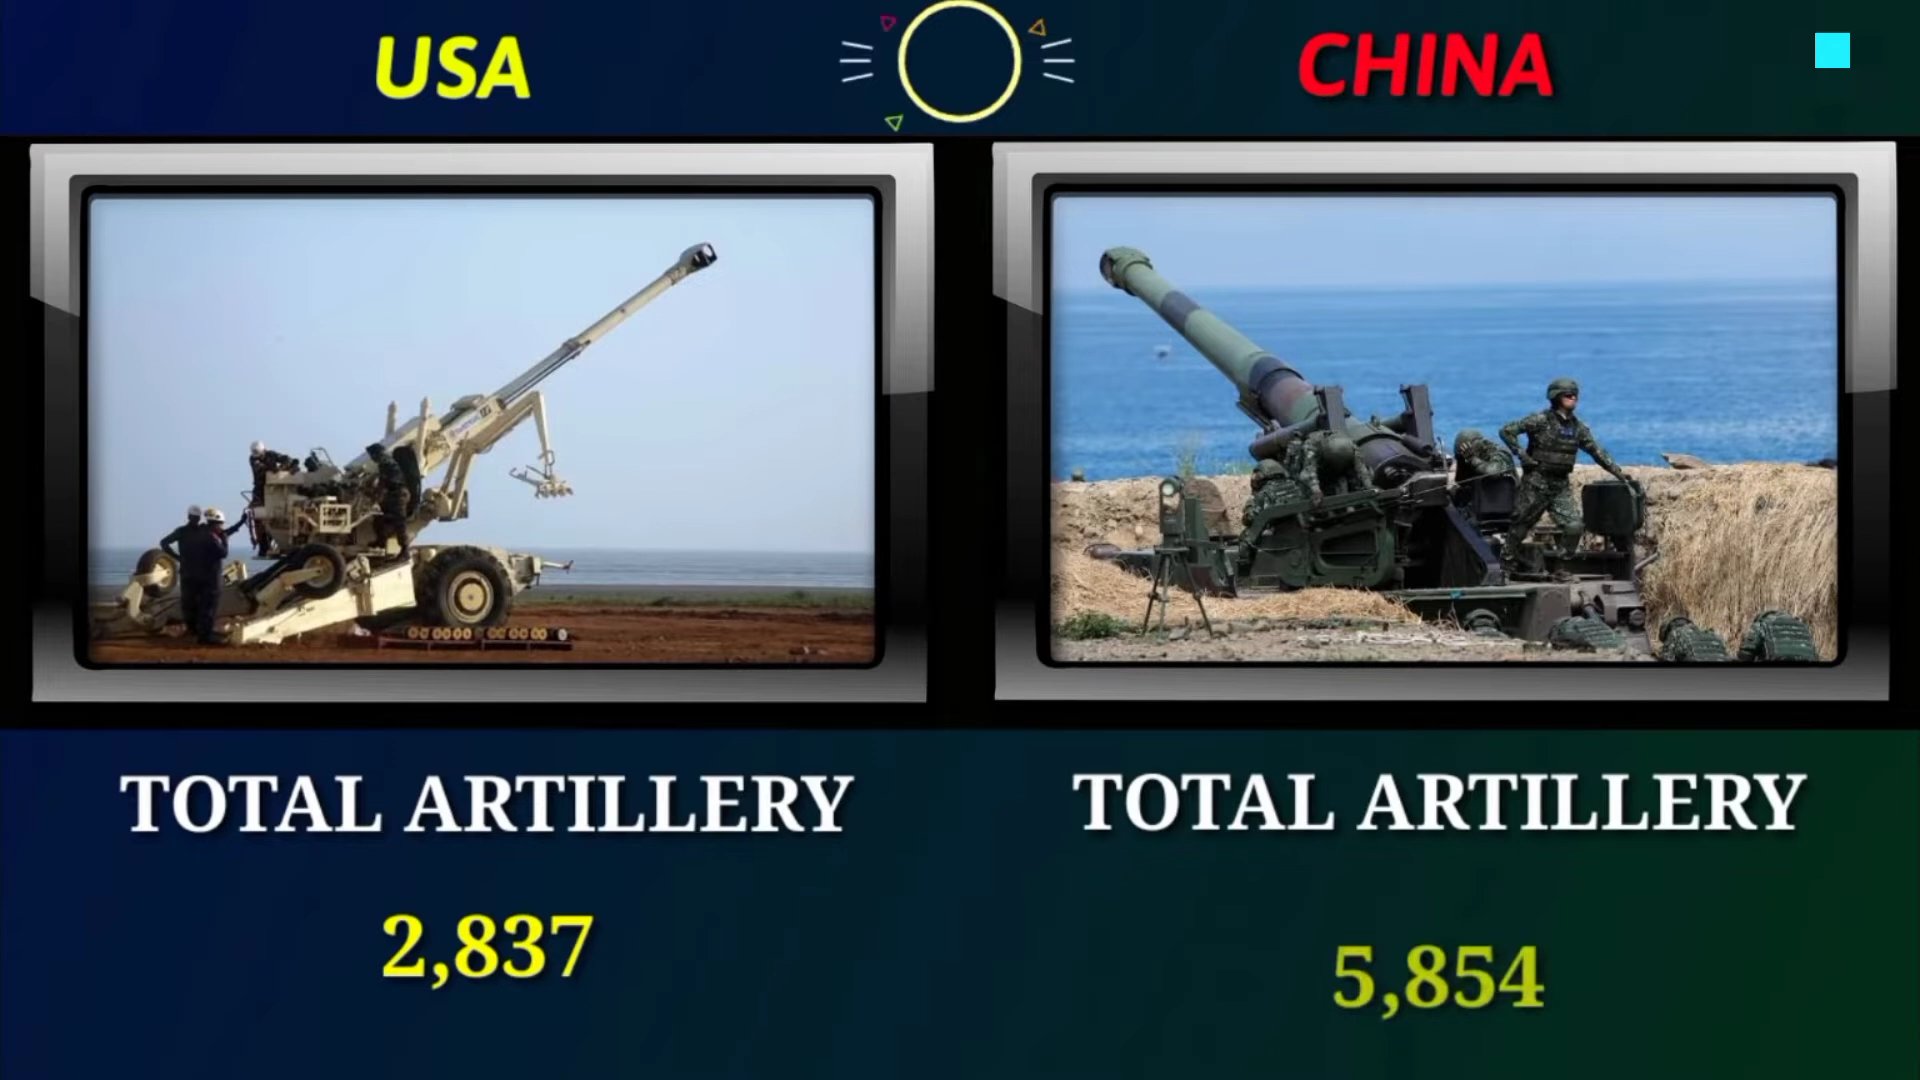 USA
CHINA
TOTAL ARTILLERY
TOTAL ARTILLERY
2,837
5,854